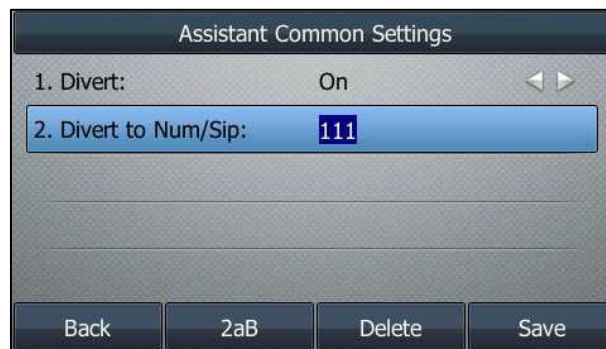 Assistant Common Settings
1. Divert: On
2. Divert to Num/Sip: 111
Back 2aB Delete Save